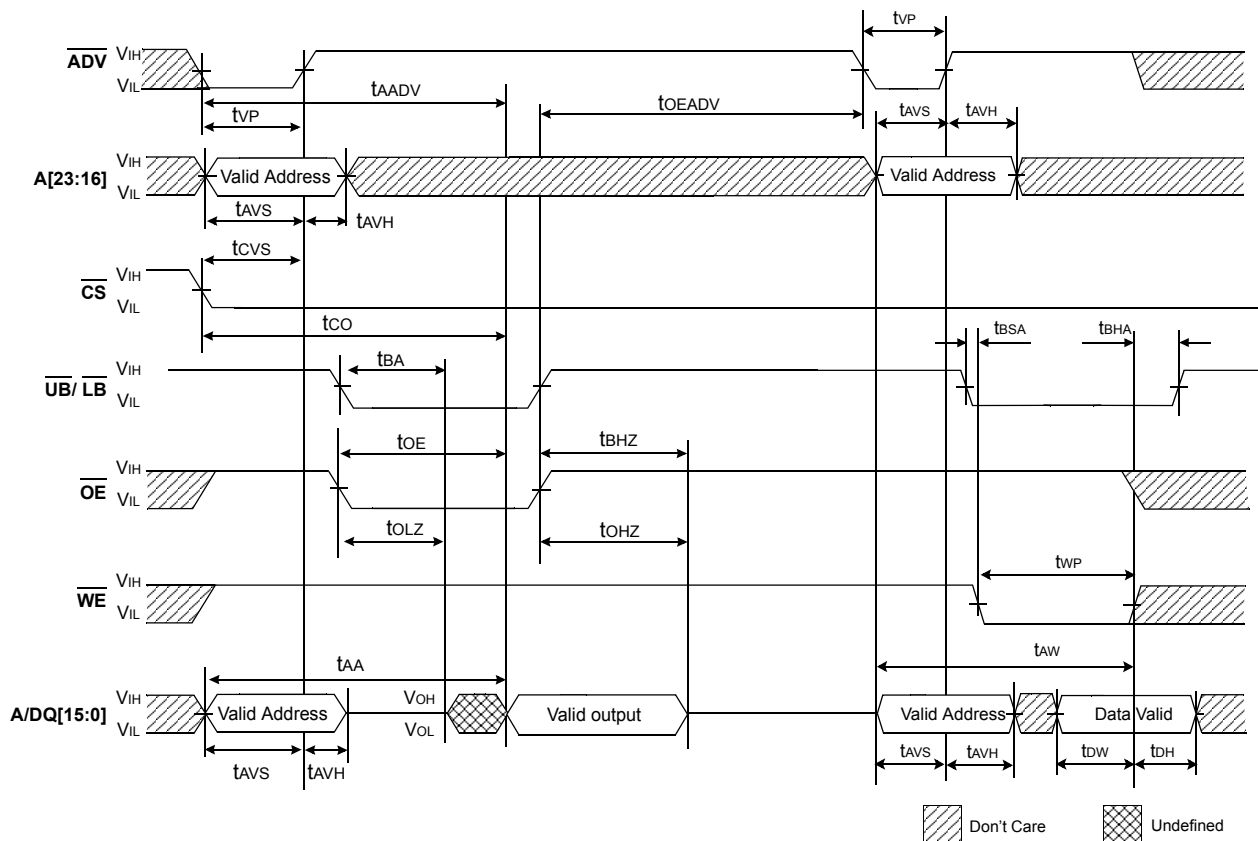 tVP
ADV VIH
VIL
tAADV
tOEADV
tVP
tAVS tAVH
A[23:16] VIH
VIL
Valid Address Valid Address
tAVS tAVH
tCVS
CS VIH
VIL
tCO
tBSA tBHA
tBA
UB/ LB VIH
VIL
tOE tBHZ
OE VIH
VIL
tOLZ tOHZ
tWP
WE VIH
VIL
tAA tAW
A/DQ[15:0] VIH VOH
VIL VOL
Valid Address Valid output Valid Address Data Valid
tAVS tAVH tAVS tAVH tDW tDH
Don't Care Undefined